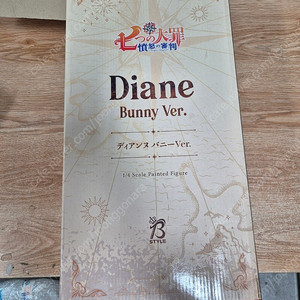 七つの大罪
憤怒の審判
Diane
Bunny Ver.
ディアンヌ バニーVer.
1/4 Scale Painted Figure
B
STYLE